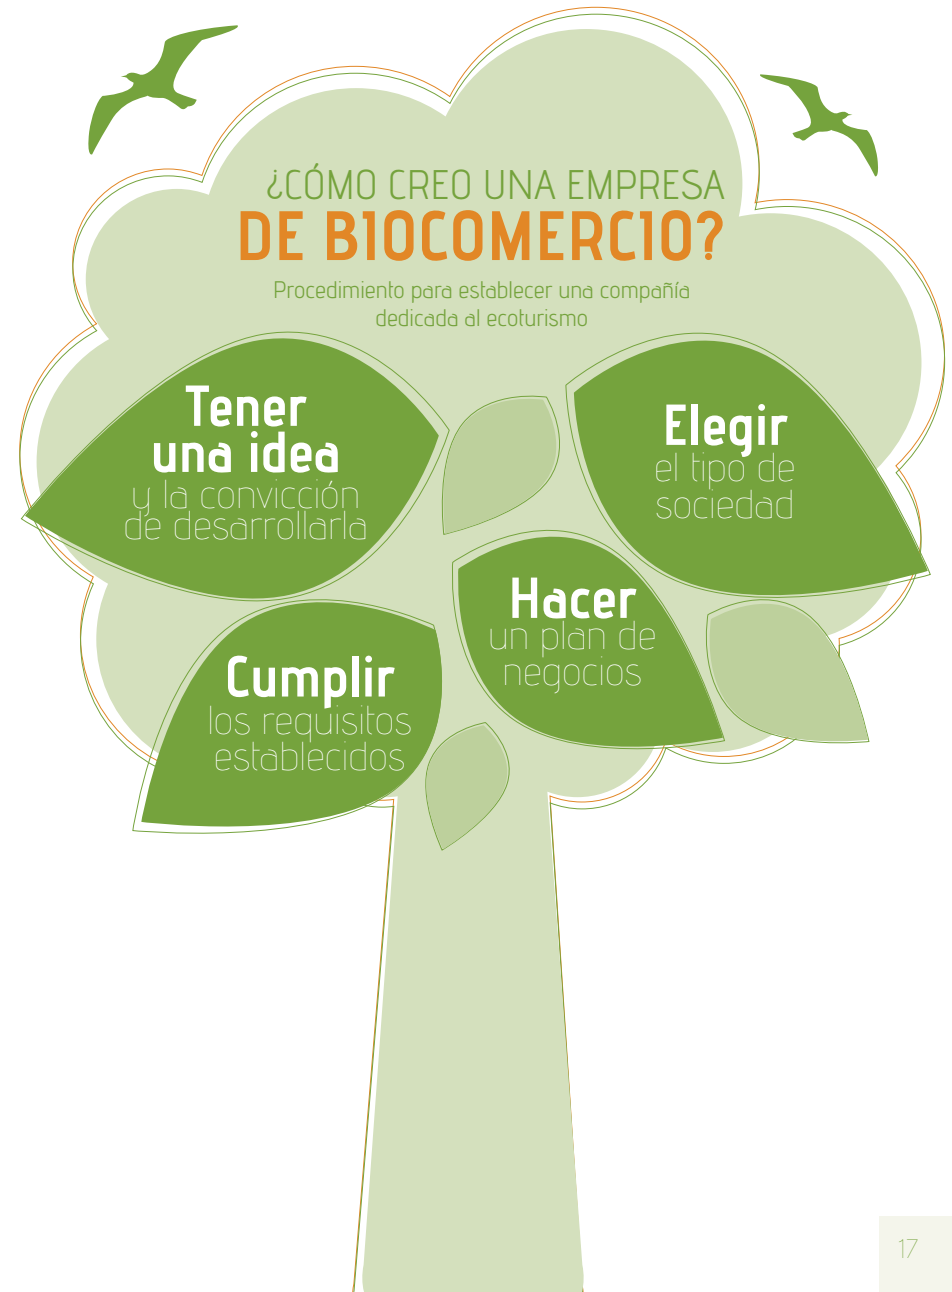 ¿CÓMO CREO UNA EMPRESA
DE BIOCOMERCIO?
Procedimiento para establecer una compañía
dedicada al ecoturismo
Tener
una idea
y la convicción
de desarrollarla
Elegir
el tipo de
sociedad
Hacer
un plan de
negocios
Cumplir
los requisitos
establecidos
17